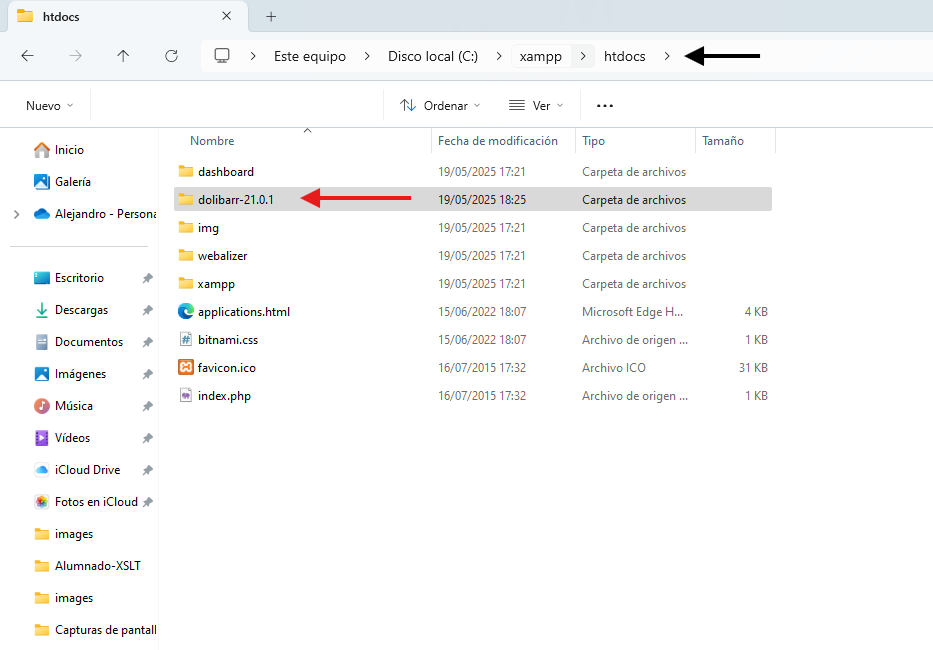 htdocs
Este equipo Disco local (C:) xampp htdocs
Nuevo Ordenar Ver
Nombre Fecha de modificación Tipo Tamaño
Inicio
Galería
Alejandro - Persona
Escritorio
Descargas
Documentos
Imágenes
Música
Vídeos
iCloud Drive
Fotos en iCloud
images
Alumnado-XSLT
images
Capturas de pantall
dashboard 19/05/2025 17:21 Carpeta de archivos
dolibarr-21.0.1 19/05/2025 18:25 Carpeta de archivos
img 19/05/2025 17:21 Carpeta de archivos
webalizer 19/05/2025 17:21 Carpeta de archivos
xampp 19/05/2025 17:21 Carpeta de archivos
applications.html 15/06/2022 18:07 Microsoft Edge H... 4 KB
bitnami.css 15/06/2022 18:07 Archivo de origen ... 1 KB
favicon.ico 16/07/2015 17:32 Archivo ICO 31 KB
index.php 16/07/2015 17:32 Archivo de origen ... 1 KB